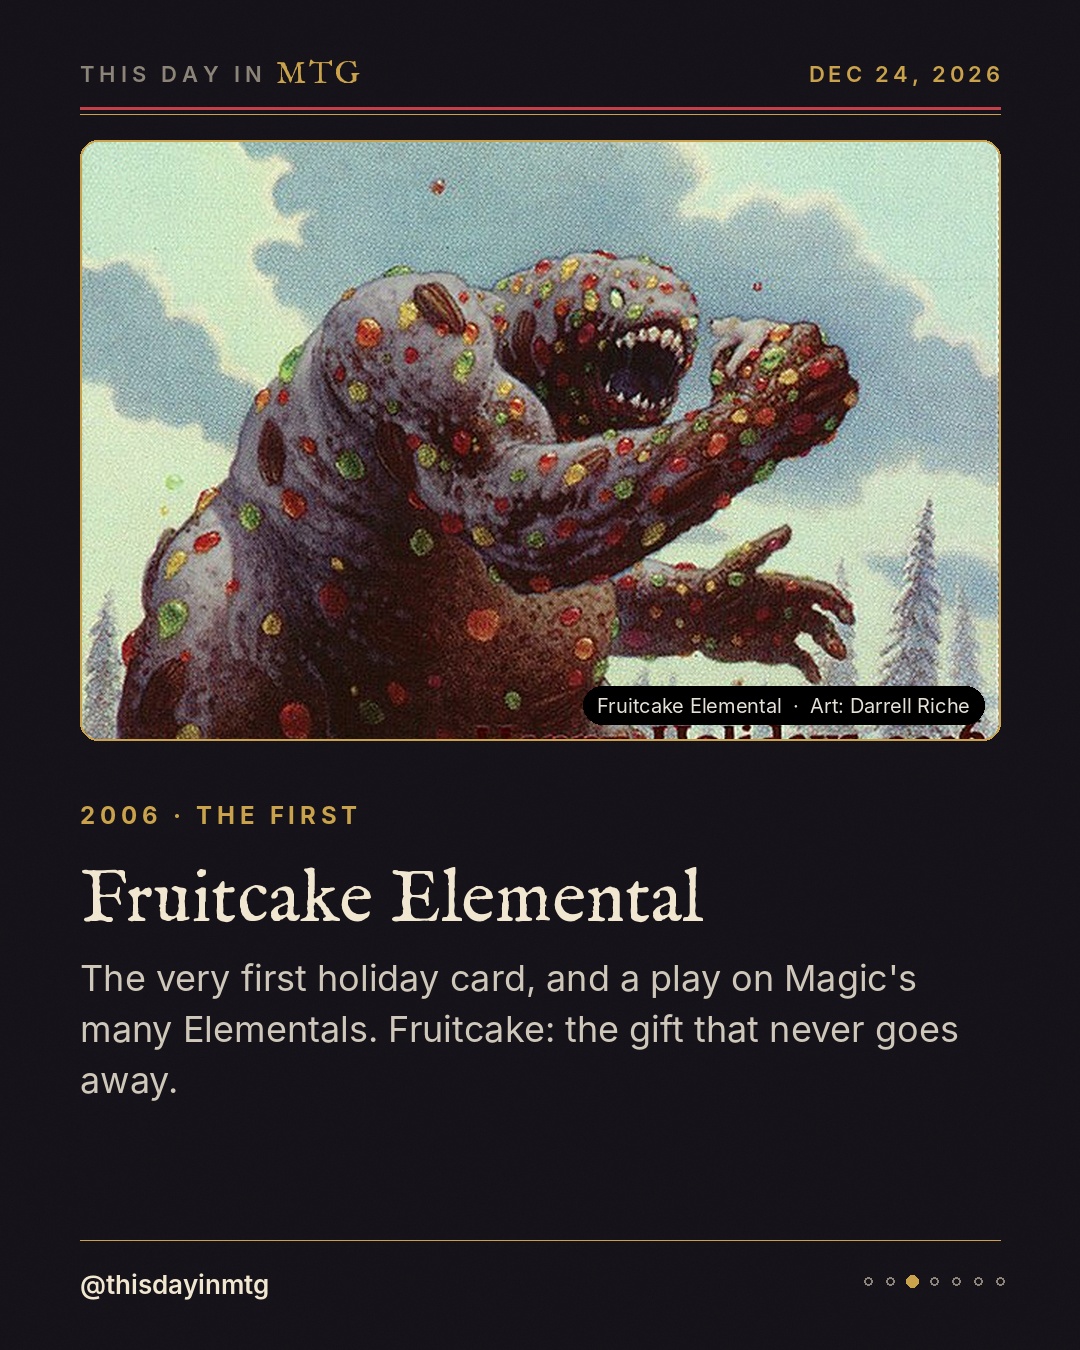 THIS DAY IN MTG
DEC 24, 2026
Fruitcake Elemental · Art: Darrell Riche
2006 · THE FIRST
Fruitcake Elemental
The very first holiday card, and a play on Magic's
many Elementals. Fruitcake: the gift that never goes
away.
@thisdayinmtg